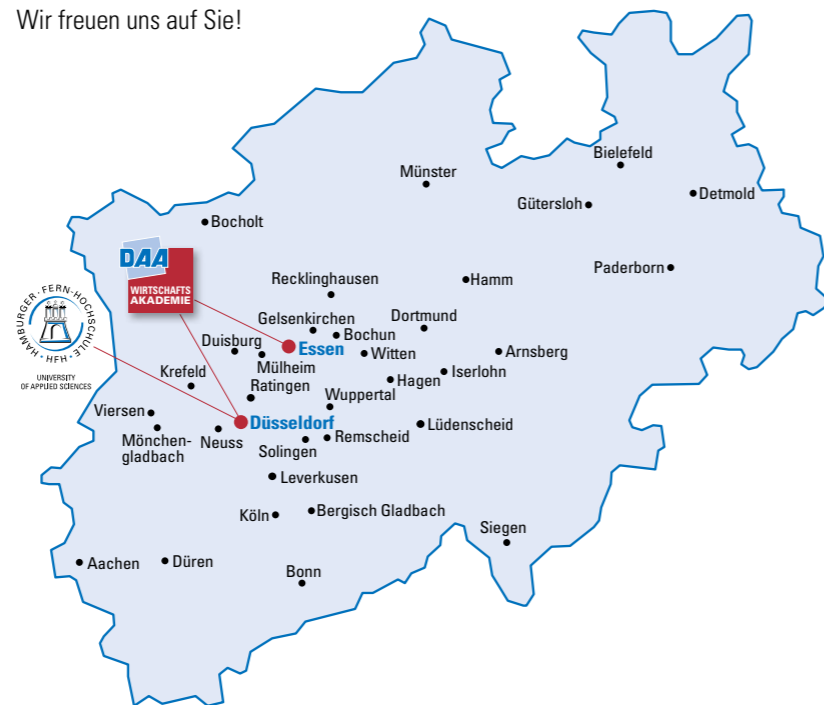 Wir freuen uns auf Sie!
Bielefeld
Münster
Detmold
Gütersloh
Bocholt
DAA
WIRTSCHAFTS
AKADEMIE
Paderborn
Recklinghausen
Hamm
HAMBURGER·FERN-HOCHSCHULE·HFH·
UNIVERSITY
OF APPLIED SCIENCES
Gelsenkirchen
Dortmund
Bochun
Duisburg
Essen
Witten
Arnsberg
Mülheim
Krefeld
Iserlohn
Hagen
Ratingen
Wuppertal
Viersen
Düsseldorf
Lüdenscheid
Mönchen-
gladbach
Neuss
Remscheid
Solingen
Leverkusen
Köln
Bergisch Gladbach
Siegen
Aachen
Düren
Bonn